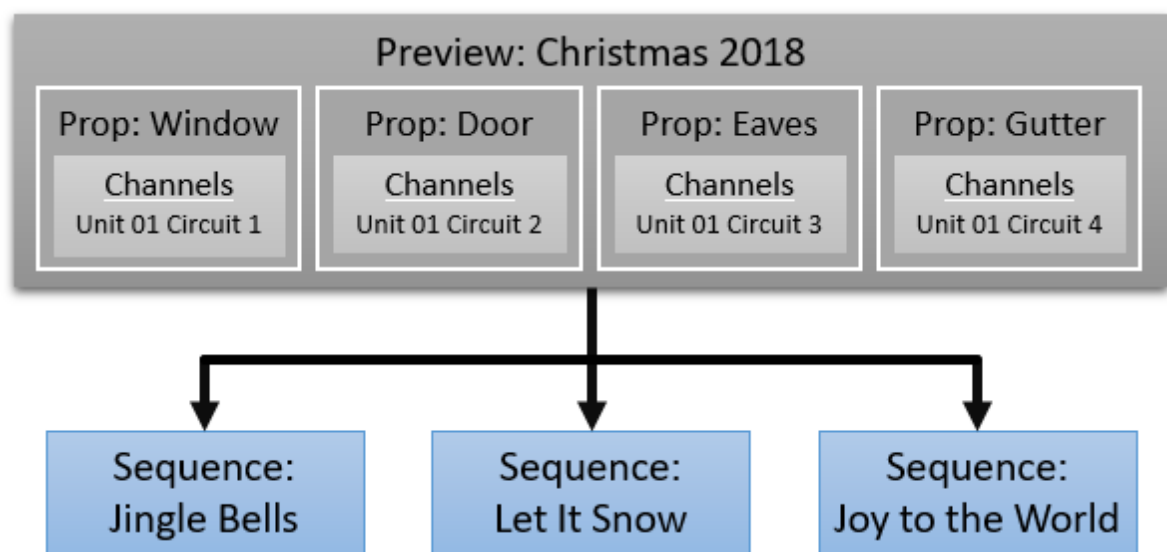 Preview: Christmas 2018
Prop: Window
Channels
Unit 01 Circuit 1
Prop: Door
Channels
Unit 01 Circuit 2
Prop: Eaves
Channels
Unit 01 Circuit 3
Prop: Gutter
Channels
Unit 01 Circuit 4
Sequence:
Jingle Bells
Sequence:
Let It Snow
Sequence:
Joy to the World